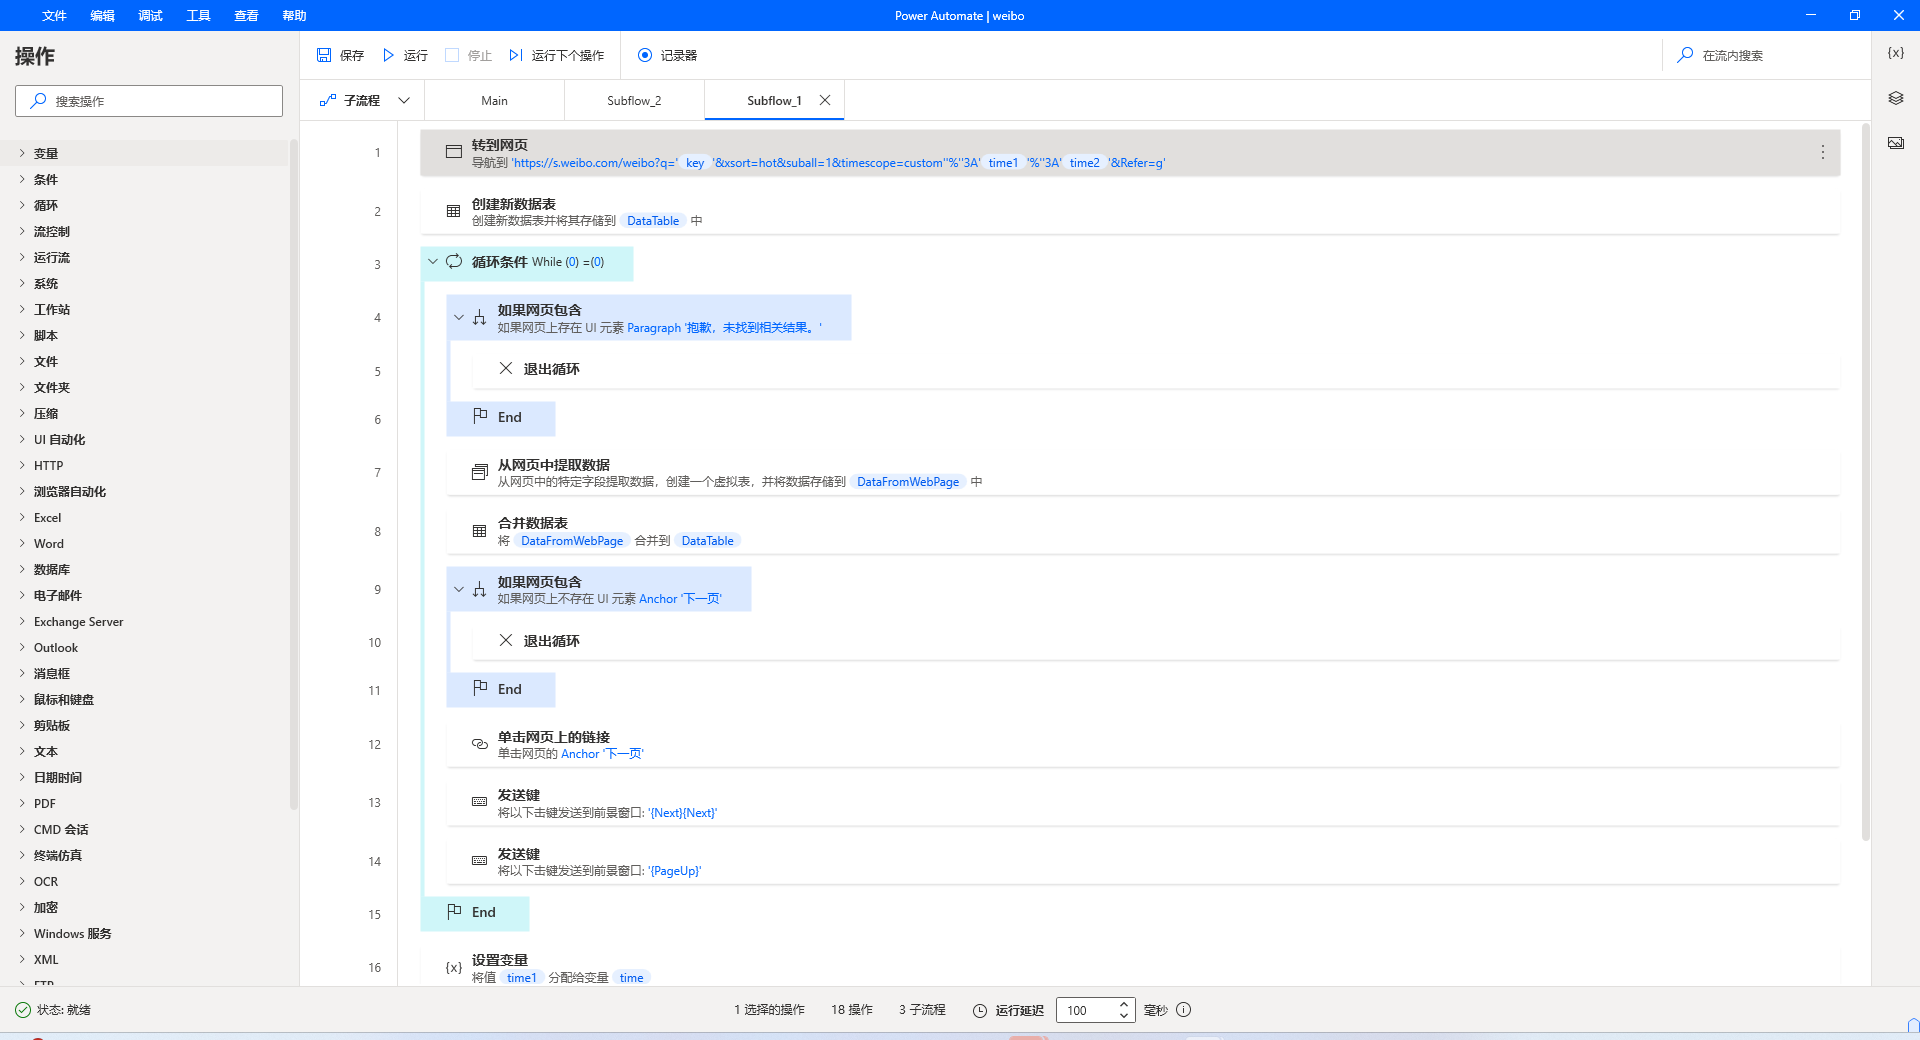 文件 编辑 调试 工具 查看 帮助
Power Automate | weibo
操作
保存 运行 停止 运行下个操作 记录器
在流内搜索
{x}
搜索操作
子流程 Main Subflow_2 Subflow_1
变量
条件
循环
流控制
运行流
系统
工作站
脚本
文件
文件夹
压缩
UI 自动化
HTTP
浏览器自动化
Excel
Word
数据库
电子邮件
Exchange Server
Outlook
消息框
鼠标和键盘
剪贴板
文本
日期时间
PDF
CMD 会话
终端仿真
OCR
加密
Windows 服务
XML
FTP
1 转到网页
导航到 'https://s.weibo.com/weibo?q=' key '&xsort=hot&suball=1&timescope=custom''%''3A' time1 '%''3A' time2 '&Refer=g'
2 创建新数据表
创建新数据表并将其存储到 DataTable 中
3 循环条件 While (0) =(0)
4 如果网页包含
如果网页上存在 UI 元素 Paragraph '抱歉，未找到相关结果。'
5 退出循环
6 End
7 从网页中提取数据
从网页中的特定字段提取数据，创建一个虚拟表，并将数据存储到 DataFromWebPage 中
8 合并数据表
将 DataFromWebPage 合并到 DataTable
9 如果网页包含
如果网页上不存在 UI 元素 Anchor '下一页'
10 退出循环
11 End
12 单击网页上的链接
单击网页的 Anchor '下一页'
13 发送键
将以下击键发送到前景窗口: '{Next}{Next}'
14 发送键
将以下击键发送到前景窗口: '{PageUp}'
15 End
16 {x} 设置变量
将值 time1 分配给变量 time
状态: 就绪
1 选择的操作 18 操作 3 子流程 运行延迟 100 毫秒